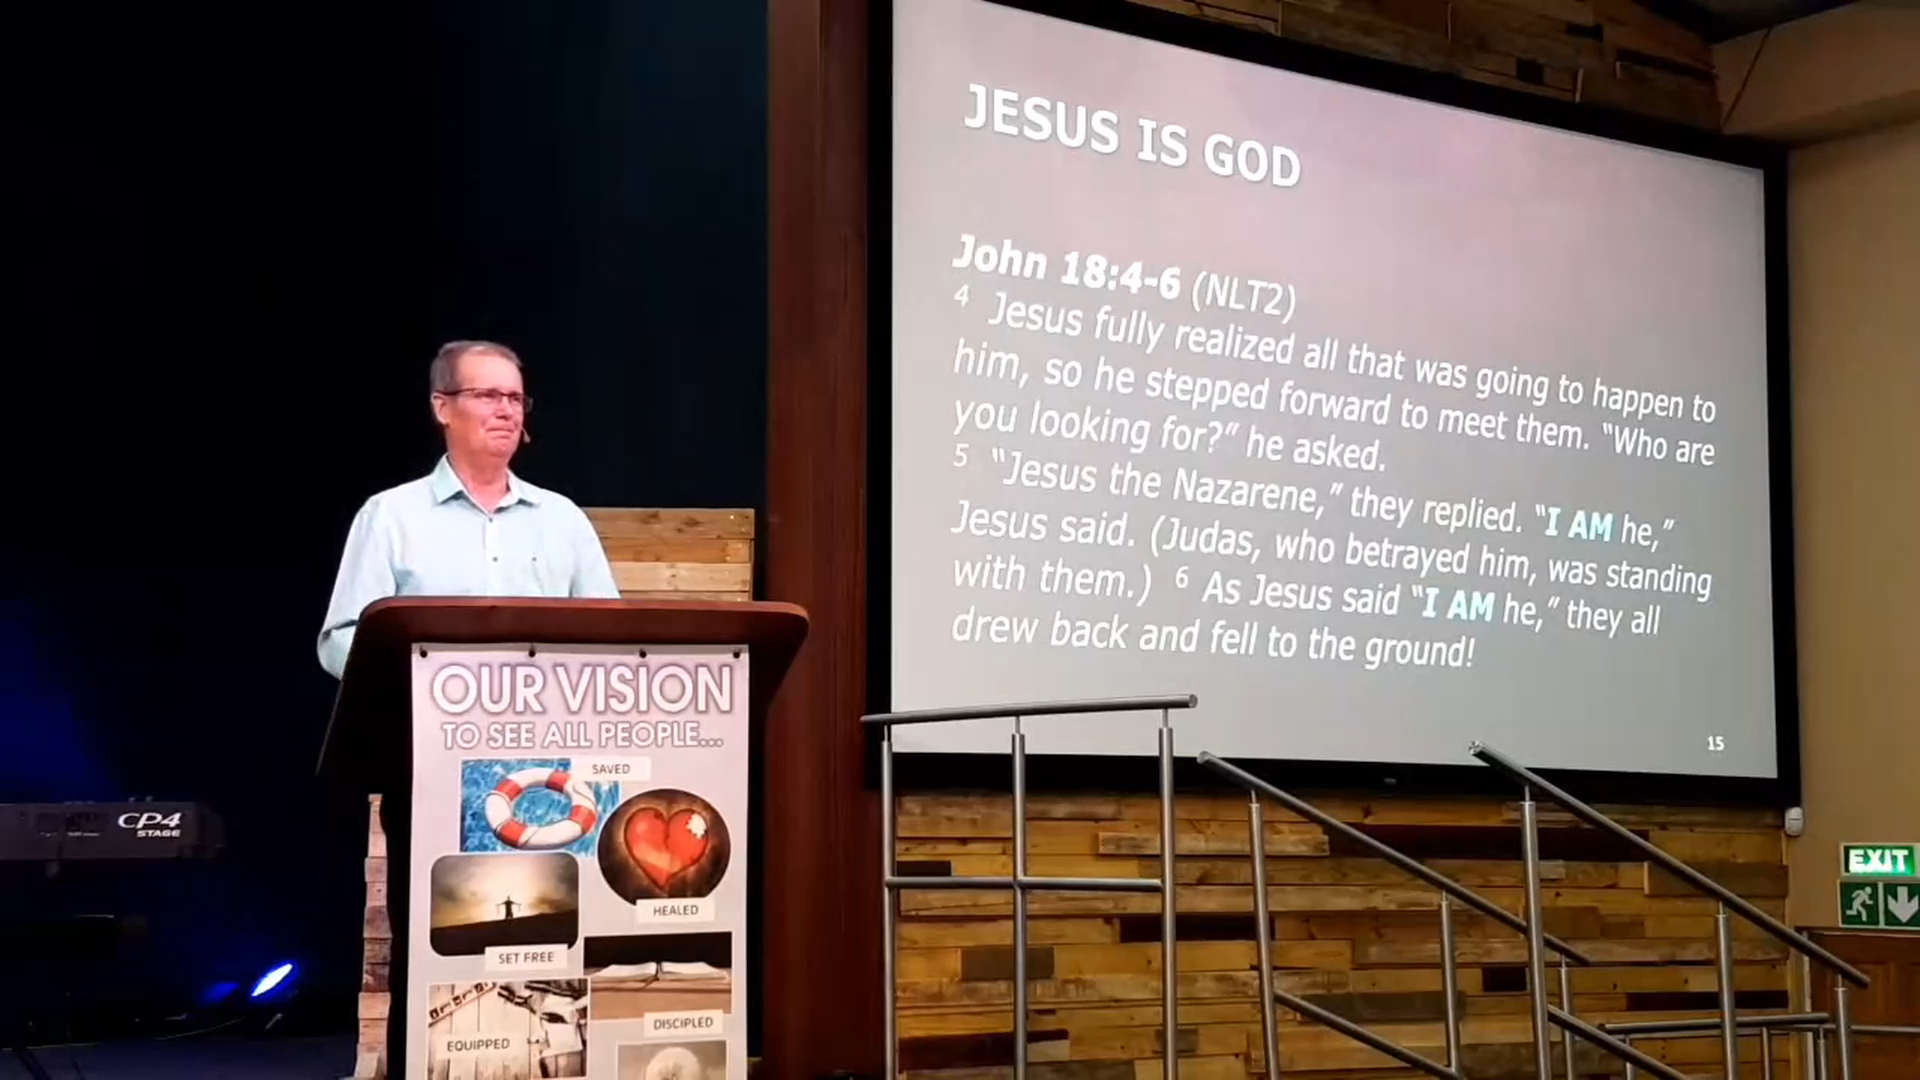 JESUS IS GOD
John 18:4-6 (NLT2)
4 Jesus fully realized all that was going to happen to
him, so he stepped forward to meet them. “Who are
you looking for?” he asked.
5 “Jesus the Nazarene,” they replied. “I AM he,”
Jesus said. (Judas, who betrayed him, was standing
with them.) 6 As Jesus said “I AM he,” they all
drew back and fell to the ground!
15
OUR VISION
TO SEE ALL PEOPLE...
SAVED
HEALED
SET FREE
DISCIPLED
EQUIPPED
CP4
STAGE
EXIT